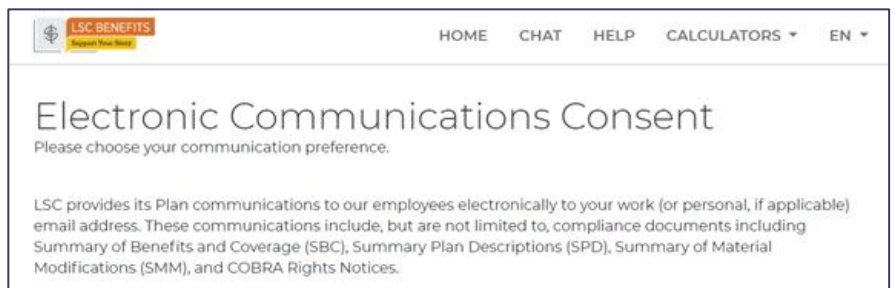 LSC BENEFITS
Support Your Story
HOME CHAT HELP CALCULATORS EN
Electronic Communications Consent
Please choose your communication preference.
LSC provides its Plan communications to our employees electronically to your work (or personal, if applicable)
email address. These communications include, but are not limited to, compliance documents including
Summary of Benefits and Coverage (SBC), Summary Plan Descriptions (SPD), Summary of Material
Modifications (SMM), and COBRA Rights Notices.